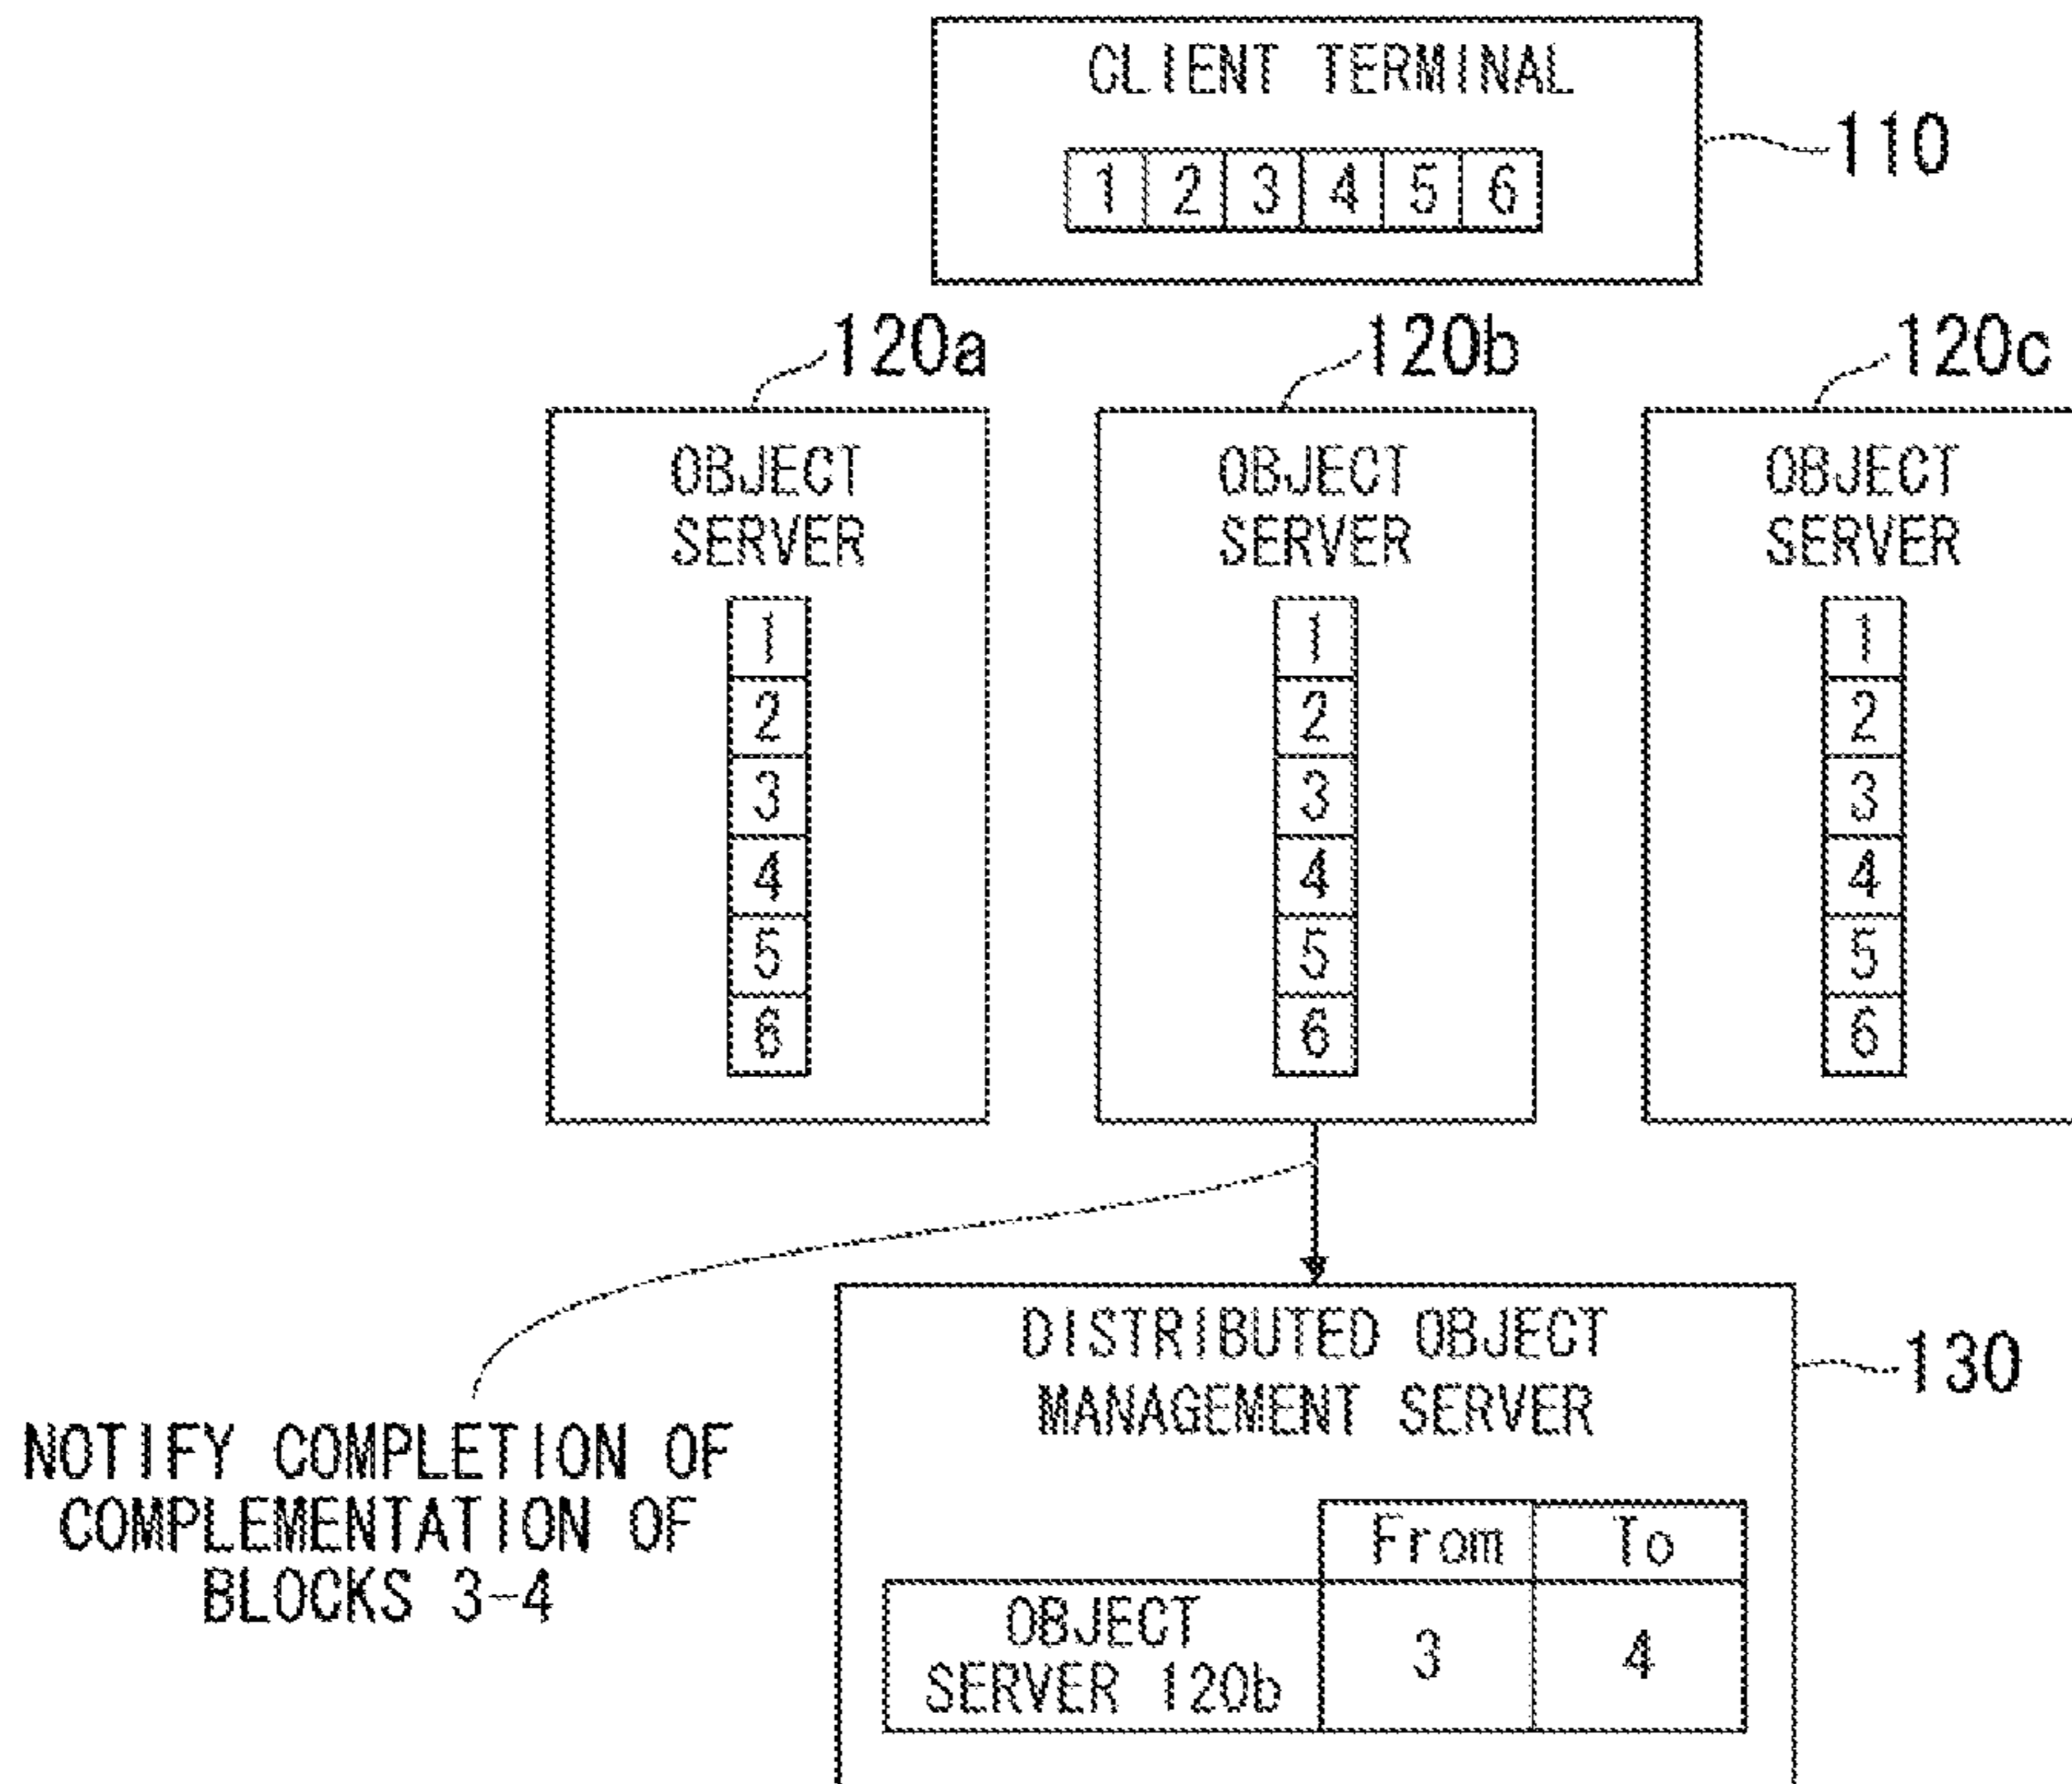 CLIENT TERMINAL
1 2 3 4 5 6
110
120a
120b
120c
OBJECT
SERVER
1
2
3
4
5
6
OBJECT
SERVER
1
2
3
4
5
6
OBJECT
SERVER
1
2
3
4
5
6
NOTIFY COMPLETION OF
COMPLEMENTATION OF
BLOCKS 3-4
DISTRIBUTED OBJECT
MANAGEMENT SERVER
130
From To
OBJECT
SERVER 120b
3 4